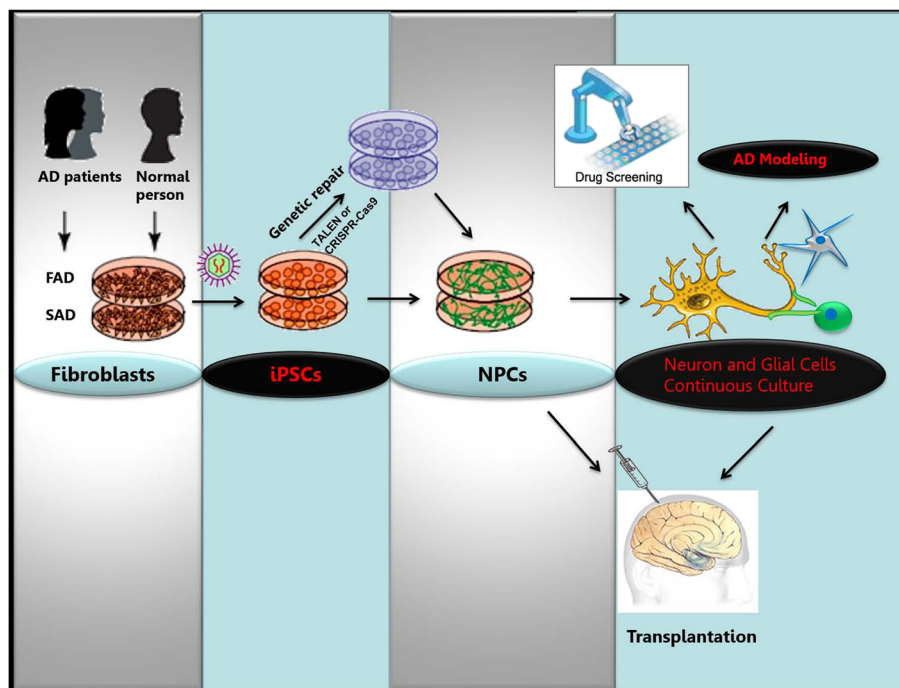 AD patients
Normal
person
FAD
SAD
Fibroblasts
Genetic repair
TALEN or
CRISPR-Cas9
iPSCs
NPCs
Drug Screening
AD Modeling
Neuron and Glial Cells
Continuous Culture
Transplantation